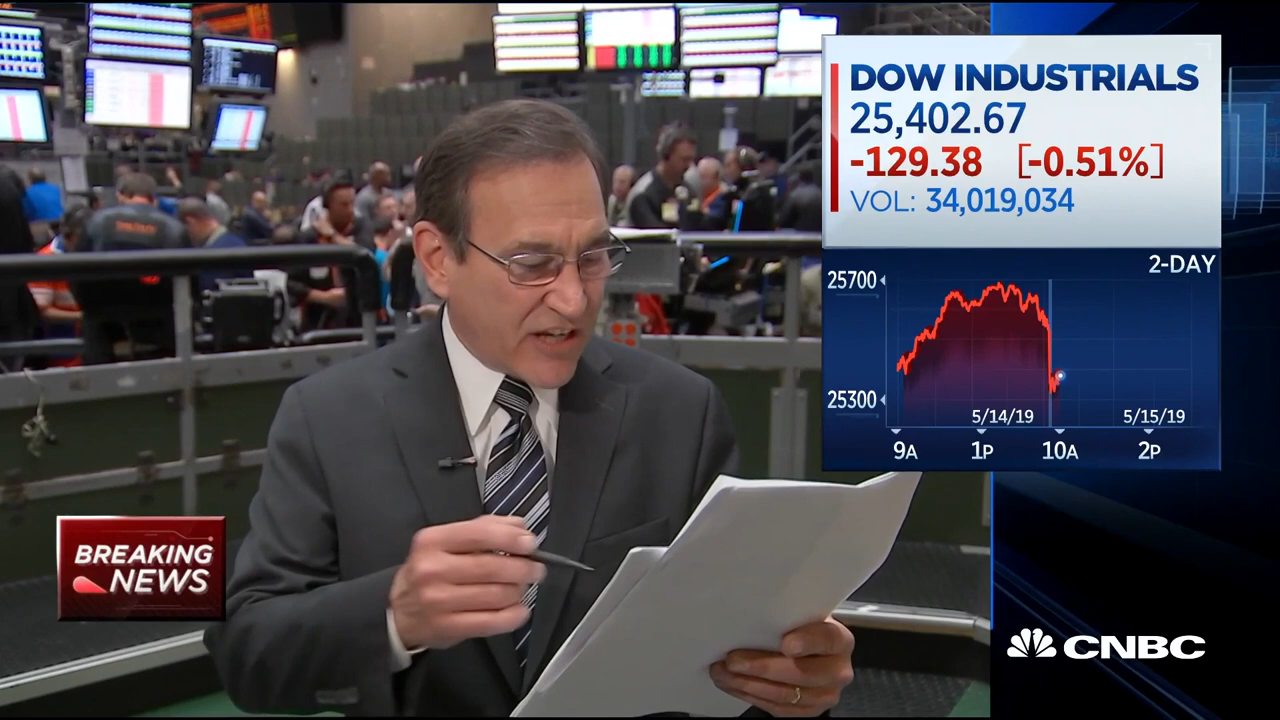 DOW INDUSTRIALS
25,402.67
-129.38 [-0.51%]
VOL: 34,019,034
2-DAY
25700
25300
5/14/19 5/15/19
9A 1P 10A 2P
BREAKING
NEWS
CNBC